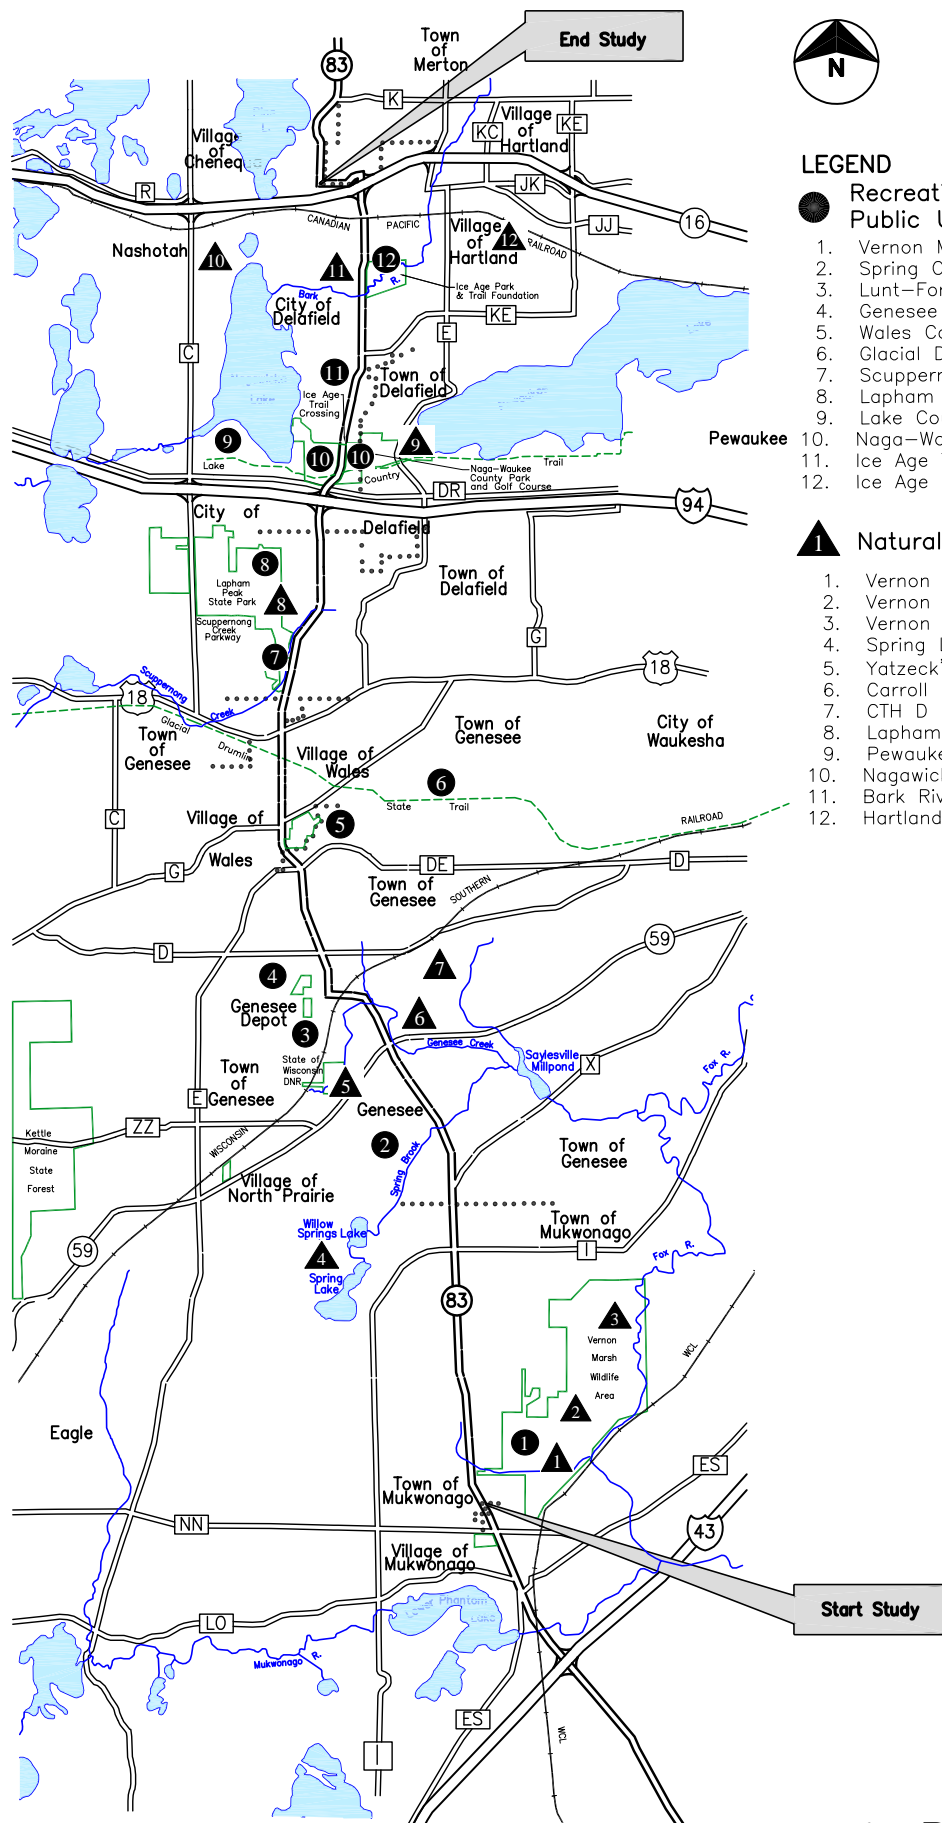 Town
of
Merton
End Study
83
N
K
KC
KE
Village
of
Hartland
Village
of
LEGEND
R
JK
16
JJ
CANADIAN
PACIFIC
RAILROAD
Nashotah
10
11
12
Village
of
Hartland
12
Bark
R.
Ice Age Park
& Trail Foundation
City of
Delafield
KE
E
C
11
Ice Age
Trail
Crossing
Town of
Delafield
9
Lake
10
10
9
Country
Trail
Pewaukee
Naga-Waukee
County Park
and Golf Course
DR
94
City of
Delafield
8
Lapham
Peak
State Park
8
Town of
Delafield
Scuppernong
Creek
Parkway
G
7
18
Scuppernong
18
Creek
Glacial
Drumlin
Town
of
Genesee
Town of
Genesee
City of
Waukesha
Village of
Wales
6
State
Trail
C
Village of
5
RAILROAD
Wales
G
DE
D
Town of
Genesee
SOUTHERN
D
59
7
4
Genesee
Depot
6
3
Genesee Creek
State of
Wisconsin
DNR
5
Saylesville
Millpond
X
Fox R.
Town
of
Genesee
E
Genesee
ZZ
Kettle
Moraine
State
Forest
WISCONSIN
2
Spring Brook
Town of
Genesee
Village of
North Prairie
Willow
Springs Lake
Town of
Mukwonago
I
59
4
Spring
Lake
Fox R.
83
3
Vernon
Marsh
Wildlife
Area
WCL
2
Eagle
1
1
ES
Town of
Mukwonago
NN
43
Village of
Mukwonago
Phantom
Lake
Start Study
LO
Mukwonago R.
ES
WCL
I
Public
1. Vernon
2. Spring
3.
4. Genesee
5. Wales
6. Glacial
7.
8. Lapham
9. Lake
10.
11. Ice Age
12. Ice Age
1 Natural
1. Vernon
2. Vernon
3. Vernon
4. Spring
5.
6. Carroll
7. CTH D
8. Lapham
9.
10.
11. Bark
12. Hartland